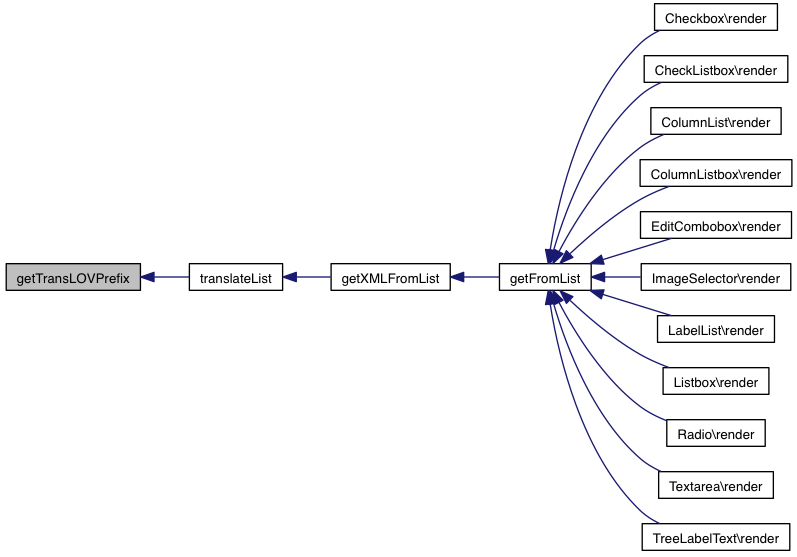 Checkbox\render
CheckListbox\render
ColumnList\render
ColumnListbox\render
EditCombobox\render
getTransLOVPrefix
translateList
getXMLFromList
getFromList
ImageSelector\render
LabelList\render
Listbox\render
Radio\render
Textarea\render
TreeLabelText\render